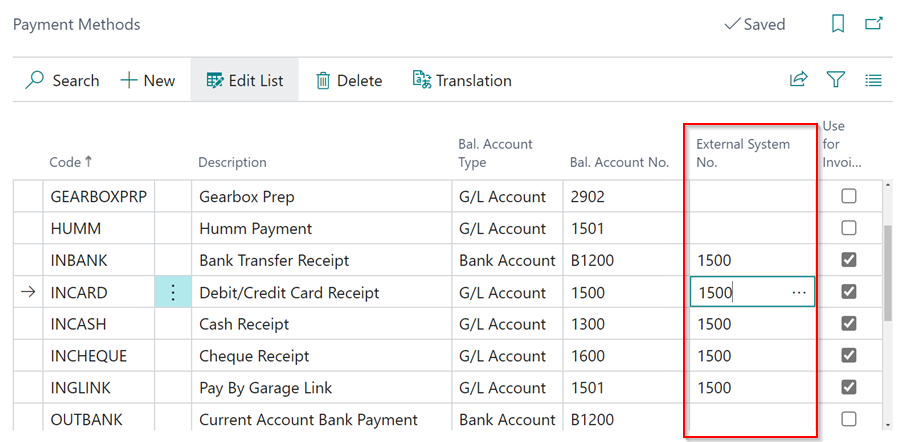 Payment Methods
Saved
Search
New
Edit List
Delete
Translation
Code ↑
Description
Bal. Account Type
Bal. Account No.
External System No.
Use for Invoi...
GEARBOXPRP Gearbox Prep G/L Account 2902
HUMM Humm Payment G/L Account 1501
INBANK Bank Transfer Receipt Bank Account B1200 1500
INCARD Debit/Credit Card Receipt G/L Account 1500 1500 ...
INCASH Cash Receipt G/L Account 1300 1500
INCHEQUE Cheque Receipt G/L Account 1600 1500
INGLINK Pay By Garage Link G/L Account 1501 1500
OUTBANK Current Account Bank Payment Bank Account B1200